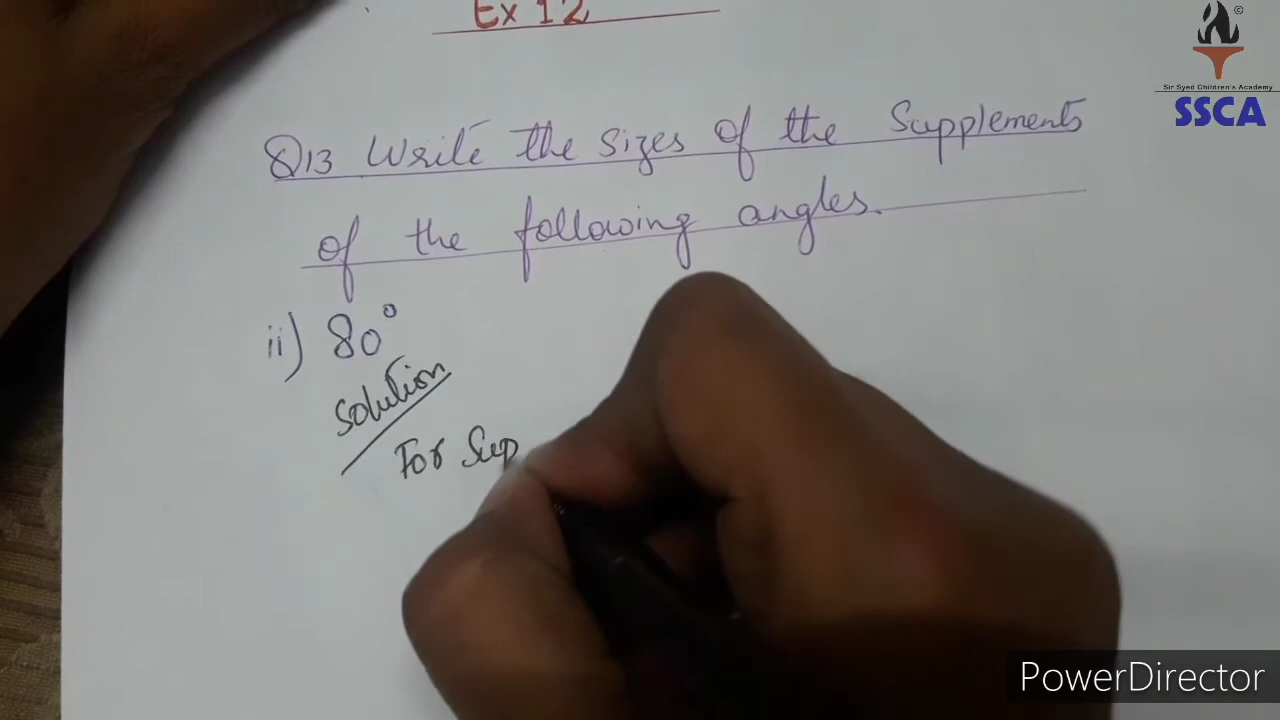 Ex 12
Q13 Write the Sizes of the Supplements
of the following angles.
ii) 80°
Solution
For Sup
©
Sir Syed Children's Academy
SSCA
PowerDirector